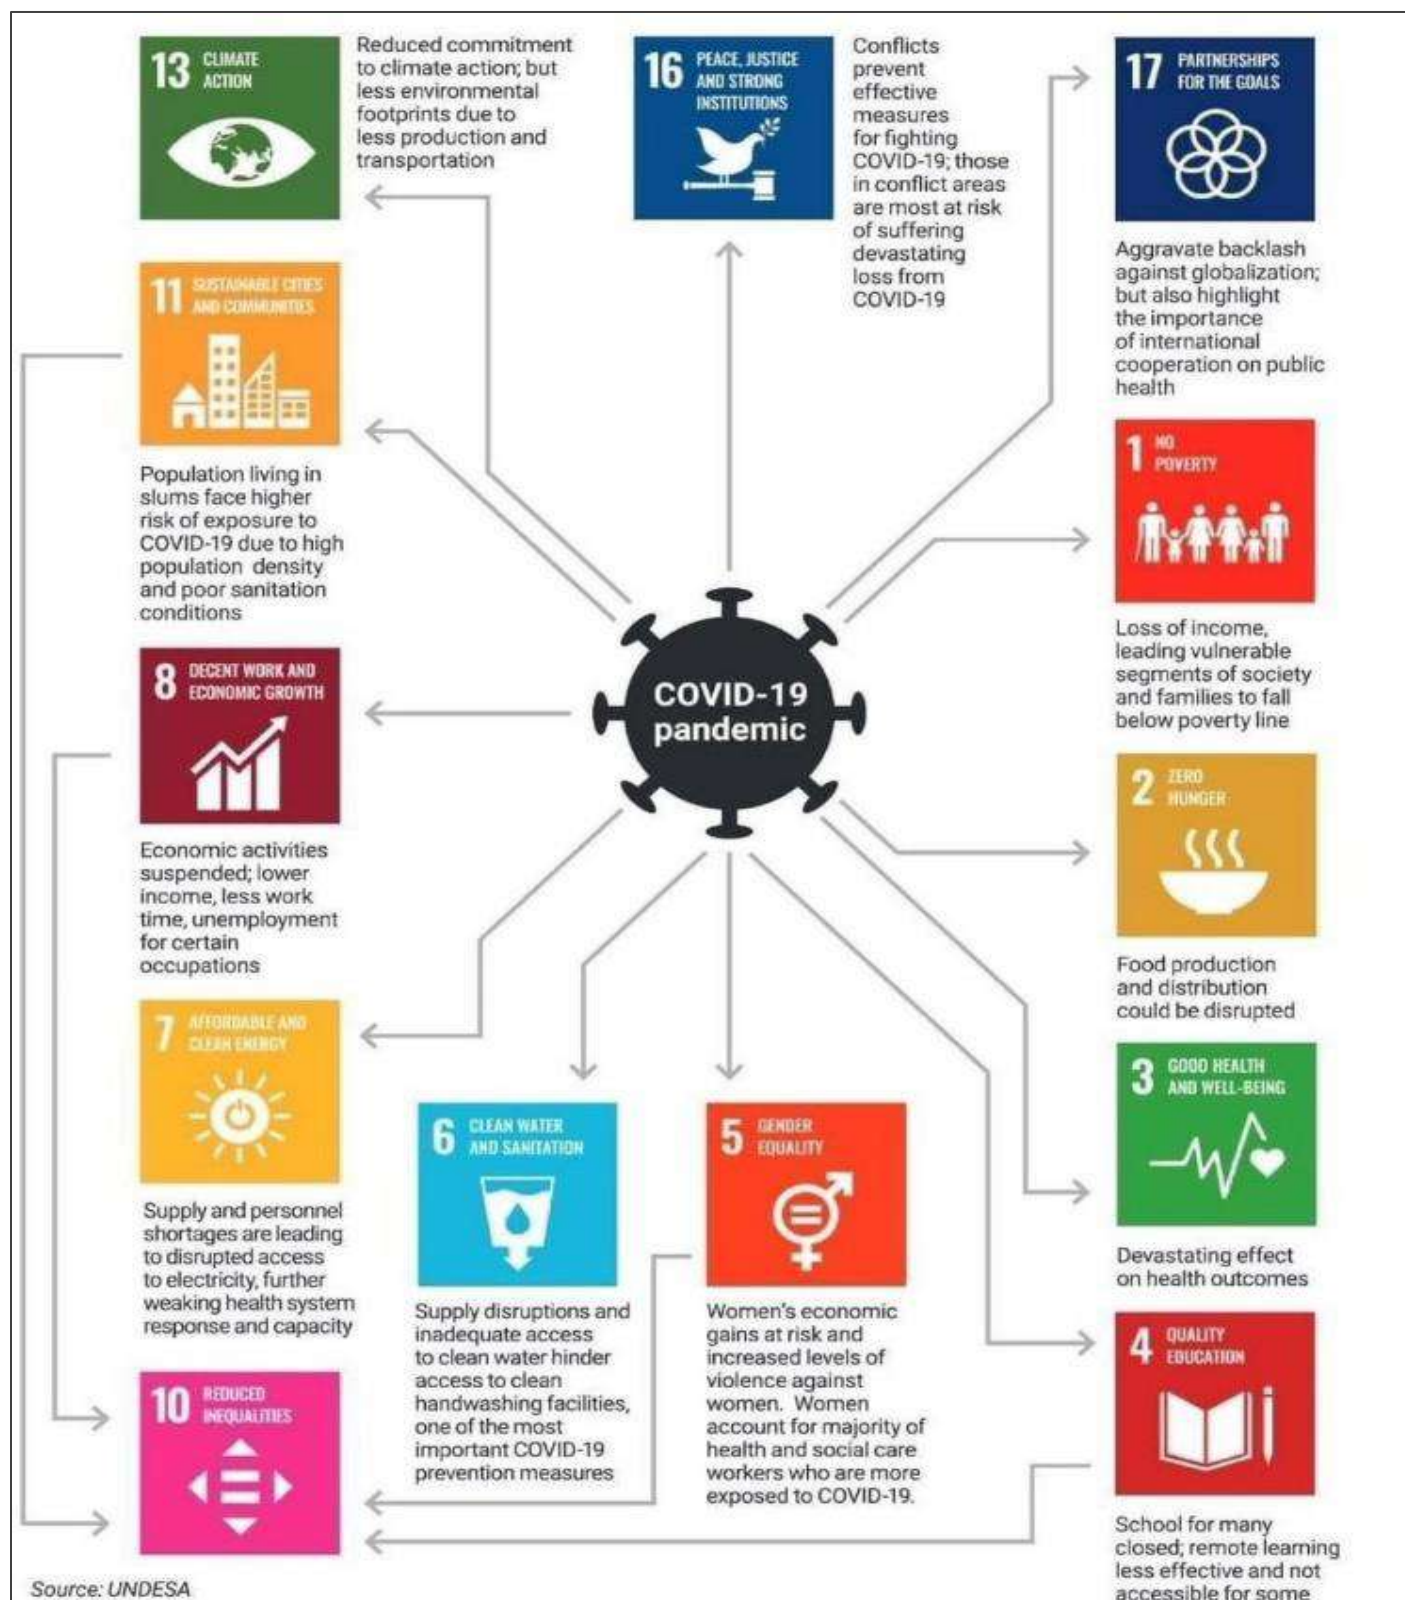 13 CLIMATE
ACTION
Reduced commitment
to climate action; but
less environmental
footprints due to
less production and
transportation
16 PEACE, JUSTICE
AND STRONG
INSTITUTIONS
Conflicts
prevent
effective
measures
for fighting
COVID-19; those
in conflict areas
are most at risk
of suffering
devastating
loss from
COVID-19
17 PARTNERSHIPS
FOR THE GOALS
Aggravate backlash
against globalization;
but also highlight
the importance
of international
cooperation on public
health
11 SUSTAINABLE CITIES
AND COMMUNITIES
Population living in
slums face higher
risk of exposure to
COVID-19 due to high
population density
and poor sanitation
conditions
1 NO
POVERTY
Loss of income,
leading vulnerable
segments of society
and families to fall
below poverty line
8 DECENT WORK AND
ECONOMIC GROWTH
Economic activities
suspended; lower
income, less work
time, unemployment
for certain
occupations
COVID-19
pandemic
2 ZERO
HUNGER
Food production
and distribution
could be disrupted
7 AFFORDABLE AND
CLEAN ENERGY
Supply and personnel
shortages are leading
to disrupted access
to electricity, further
weaking health system
response and capacity
6 CLEAN WATER
AND SANITATION
Supply disruptions and
inadequate access
to clean water hinder
access to clean
handwashing facilities,
one of the most
important COVID-19
prevention measures
5 GENDER
EQUALITY
Women's economic
gains at risk and
increased levels of
violence against
women. Women
account for majority of
health and social care
workers who are more
exposed to COVID-19.
3 GOOD HEALTH
AND WELL-BEING
Devastating effect
on health outcomes
4 QUALITY
EDUCATION
School for many
closed; remote learning
less effective and not
accessible for some
10 REDUCED
INEQUALITIES
Source: UNDESA